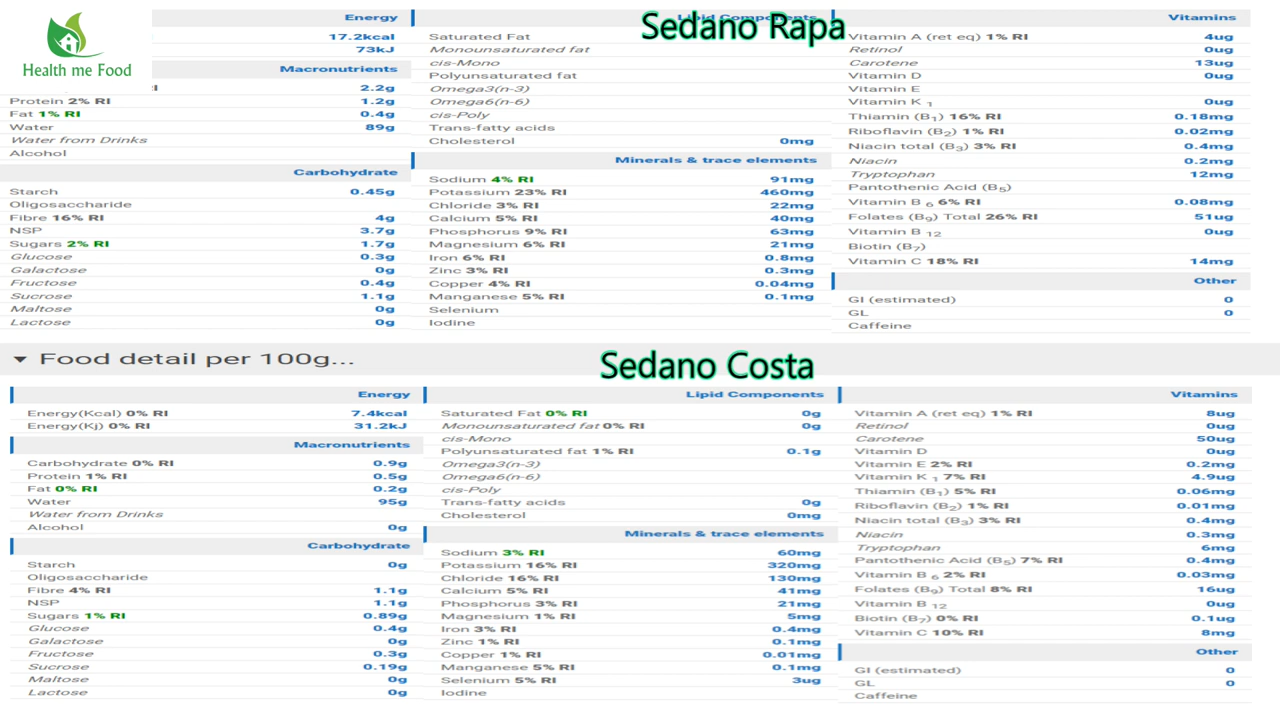 Health me Food
Sedano Rapa
Energy
17.2kcal
73kJ
Macronutrients
2.2g
Protein 2% RI 1.2g
Fat 1% RI 0.4g
Water 89g
Water from Drinks
Alcohol
Carbohydrate
Starch 0.45g
Oligosaccharide
Fibre 16% RI 4g
NSP 3.7g
Sugars 2% RI 1.7g
Glucose 0.3g
Galactose 0g
Fructose 0.4g
Sucrose 1.1g
Maltose 0g
Lactose 0g
Lipid Components
Saturated Fat
Monounsaturated fat
cis-Mono
Polyunsaturated fat
Omega3(n-3)
Omega6(n-6)
cis-Poly
Trans-fatty acids
Cholesterol 0mg
Minerals & trace elements
Sodium 4% RI 91mg
Potassium 23% RI 460mg
Chloride 3% RI 22mg
Calcium 5% RI 40mg
Phosphorus 9% RI 63mg
Magnesium 6% RI 21mg
Iron 6% RI 0.8mg
Zinc 3% RI 0.3mg
Copper 4% RI 0.04mg
Manganese 5% RI 0.1mg
Selenium
Iodine
Vitamins
Vitamin A (ret eq) 1% RI 4ug
Retinol 0ug
Carotene 13ug
Vitamin D 0ug
Vitamin E
Vitamin K 1 0ug
Thiamin (B1) 16% RI 0.18mg
Riboflavin (B2) 1% RI 0.02mg
Niacin total (B3) 3% RI 0.4mg
Niacin 0.2mg
Tryptophan 12mg
Pantothenic Acid (B5)
Vitamin B 6 6% RI 0.08mg
Folates (B9) Total 26% RI 51ug
Vitamin B 12 0ug
Biotin (B7)
Vitamin C 18% RI 14mg
Other
GI (estimated) 0
GL 0
Caffeine
Food detail per 100g...
Sedano Costa
Energy
Energy(Kcal) 0% RI 7.4kcal
Energy(Kj) 0% RI 31.2kJ
Macronutrients
Carbohydrate 0% RI 0.9g
Protein 1% RI 0.5g
Fat 0% RI 0.2g
Water 95g
Water from Drinks
Alcohol 0g
Carbohydrate
Starch 0g
Oligosaccharide
Fibre 4% RI 1.1g
NSP 1.1g
Sugars 1% RI 0.89g
Glucose 0.4g
Galactose 0g
Fructose 0.3g
Sucrose 0.19g
Maltose 0g
Lactose 0g
Lipid Components
Saturated Fat 0% RI 0g
Monounsaturated fat 0% RI 0g
cis-Mono
Polyunsaturated fat 1% RI 0.1g
Omega3(n-3)
Omega6(n-6)
cis-Poly
Trans-fatty acids 0g
Cholesterol 0mg
Minerals & trace elements
Sodium 3% RI 60mg
Potassium 16% RI 320mg
Chloride 16% RI 130mg
Calcium 5% RI 41mg
Phosphorus 3% RI 21mg
Magnesium 1% RI 5mg
Iron 3% RI 0.4mg
Zinc 1% RI 0.1mg
Copper 1% RI 0.01mg
Manganese 5% RI 0.1mg
Selenium 5% RI 3ug
Iodine
Vitamins
Vitamin A (ret eq) 1% RI 8ug
Retinol 0ug
Carotene 50ug
Vitamin D 0ug
Vitamin E 2% RI 0.2mg
Vitamin K 1 7% RI 4.9ug
Thiamin (B1) 5% RI 0.06mg
Riboflavin (B2) 1% RI 0.01mg
Niacin total (B3) 3% RI 0.4mg
Niacin 0.3mg
Tryptophan 6mg
Pantothenic Acid (B5) 7% RI 0.4mg
Vitamin B 6 2% RI 0.03mg
Folates (B9) Total 8% RI 16ug
Vitamin B 12 0ug
Biotin (B7) 0% RI 0.1ug
Vitamin C 10% RI 8mg
Other
GI (estimated) 0
GL 0
Caffeine